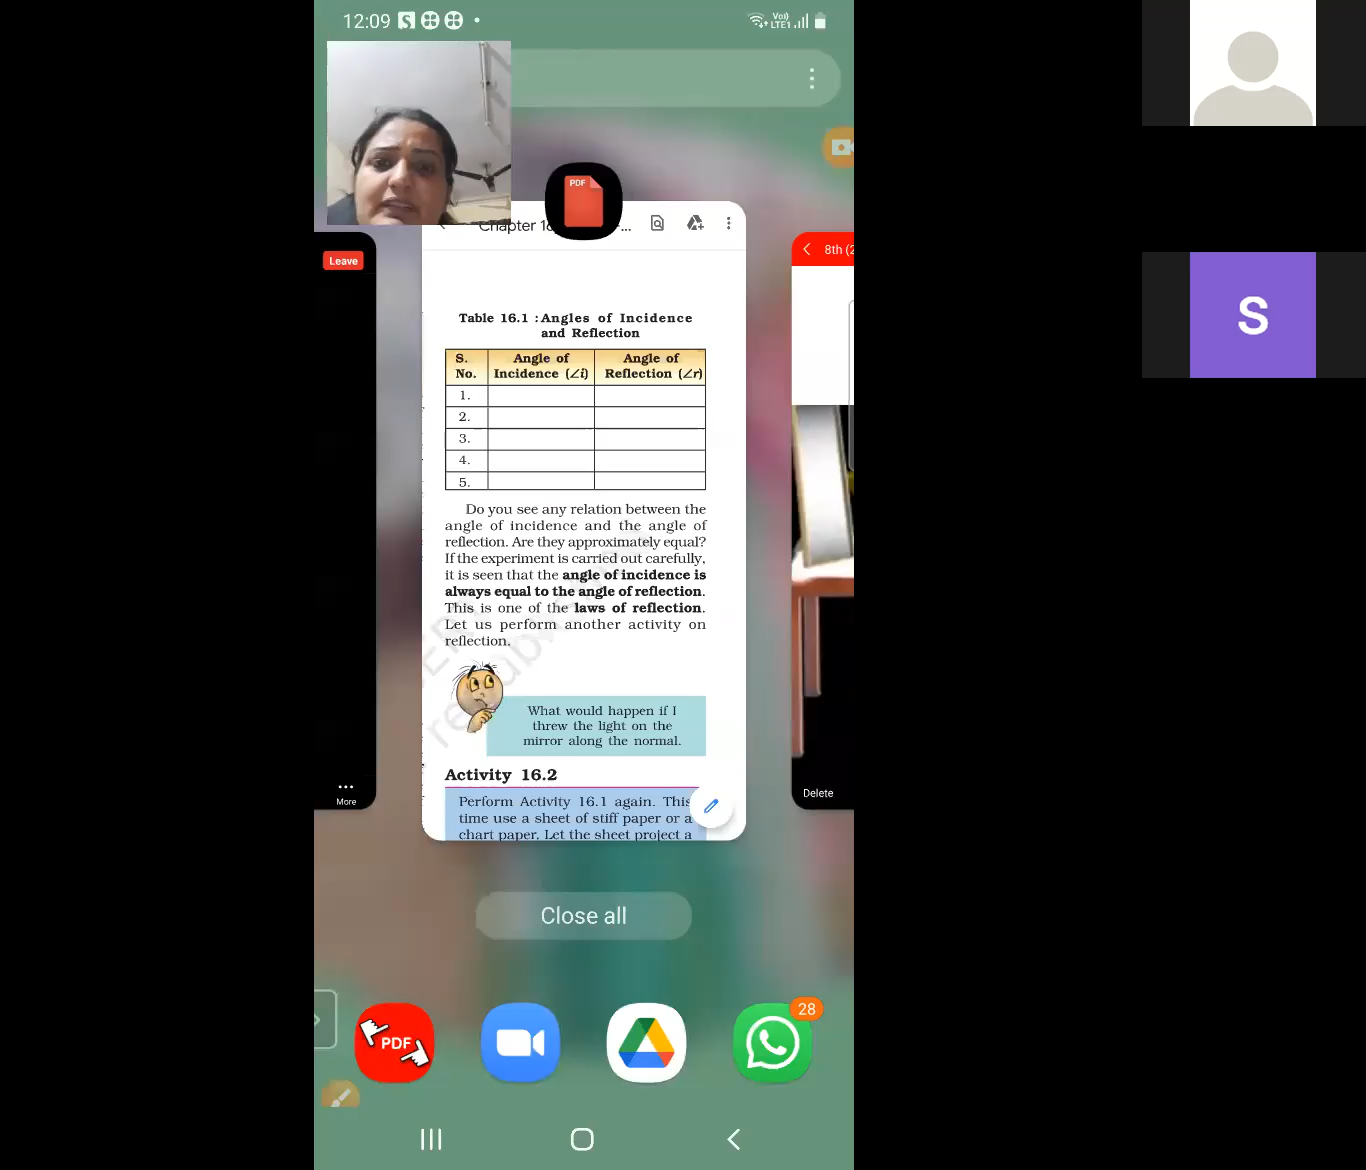 12:09
Vo)
LTE1
PDF
Leave
8th (2
Table 16.1 : Angles of Incidence
and Reflection
S.
No.
Angle of
Incidence (∠i)
Angle of
Reflection (∠r)
1.
2.
3.
4.
5.
Do you see any relation between the
angle of incidence and the angle of
reflection. Are they approximately equal?
If the experiment is carried out carefully,
it is seen that the angle of incidence is
always equal to the angle of reflection.
This is one of the laws of reflection.
Let us perform another activity on
reflection.
What would happen if I
threw the light on the
mirror along the normal.
Activity 16.2
Perform Activity 16.1 again. This
time use a sheet of stiff paper or a
chart paper. Let the sheet project a
More
Delete
Close all
PDF
28
S